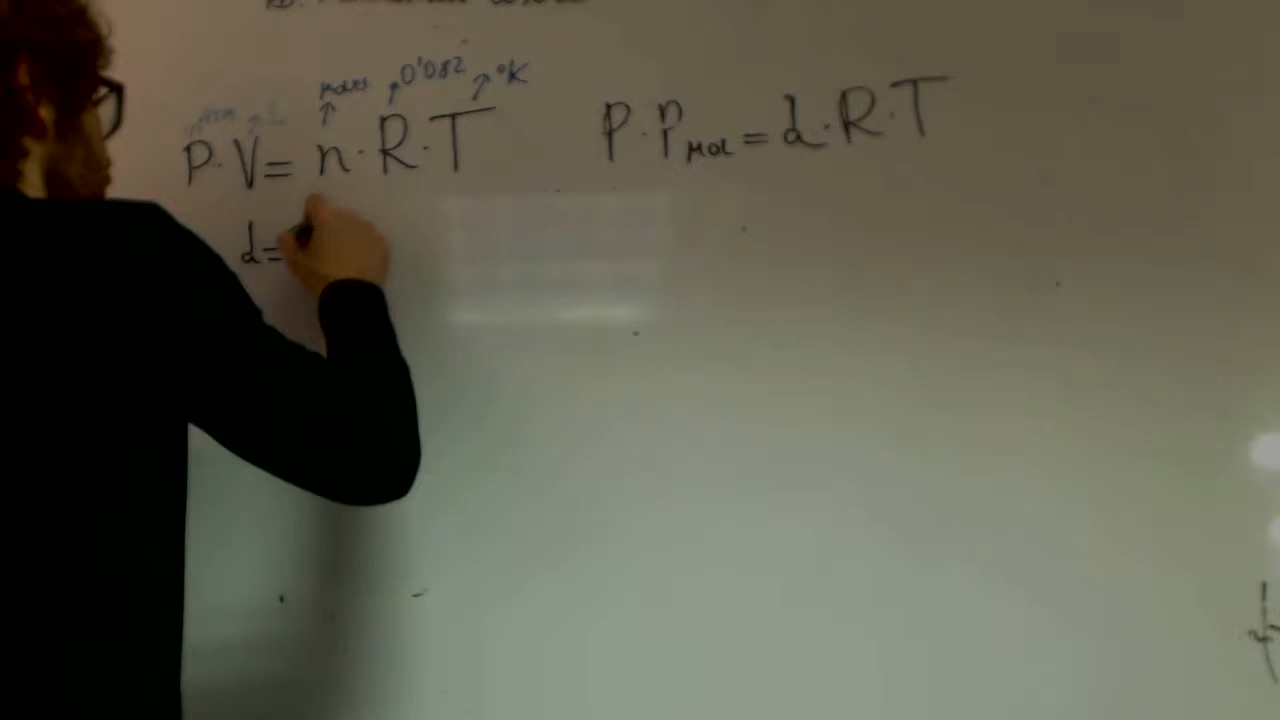 moles 0'082 °K
P·V= n·R·T
P·Pmol=d·R·T
d=